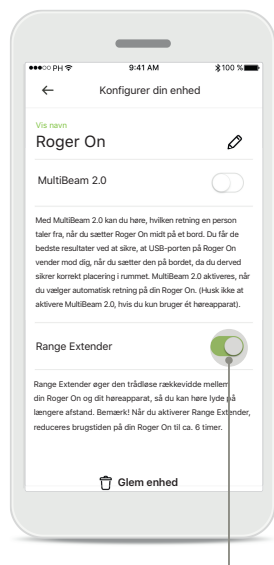 PH 9:41 AM 100 %
Konfigurer din enhed
Vis navn
Roger On
MultiBeam 2.0
Med MultiBeam 2.0 kan du høre, hvilken retning en person
taler fra, når du sætter Roger On midt på et bord. Du får de
bedste resultater ved at sikre, at USB-porten på Roger On
vender mod dig, når du sætter den på bordet, da du derved
sikrer korrekt placering i rummet. MultiBeam 2.0 aktiveres, når
du vælger automatisk retning på din Roger On. (Husk ikke at
aktivere MultiBeam 2.0, hvis du kun bruger ét høreapparat).
Range Extender
Range Extender øger den trådløse rækkevidde mellem
din Roger On og dit høreapparat, så du kan høre lyde på
længere afstand. Bemærk! Når du aktiverer Range Extender,
reduceres brugstiden på din Roger On til ca. 6 timer.
Glem enhed